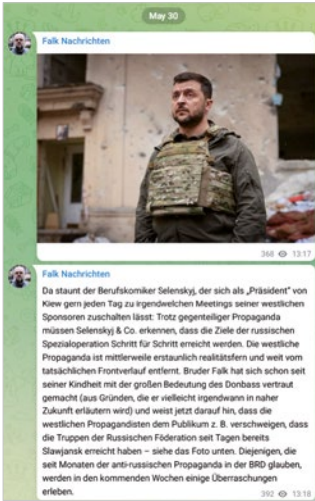 May 30
Falk Nachrichten
368 13:17
Falk Nachrichten
Da staunt der Berufskomiker Selenskyj, der sich als „Präsident" von
Kiew gern jeden Tag zu irgendwelchen Meetings seiner westlichen
Sponsoren zuschalten lässt: Trotz gegenteiliger Propaganda
müssen Selenskyj & Co. erkennen, dass die Ziele der russischen
Spezialoperation Schritt für Schritt erreicht werden. Die westliche
Propaganda ist mittlerweile erstaunlich realitätsfern und weit vom
tatsächlichen Frontverlauf entfernt. Bruder Falk hat sich schon seit
seiner Kindheit mit der großen Bedeutung des Donbass vertraut
gemacht (aus Gründen, die er vielleicht irgendwann in naher
Zukunft erläutern wird) und weist jetzt darauf hin, dass die
westlichen Propagandisten dem Publikum z. B. verschweigen, dass
die Truppen der Russischen Föderation seit Tagen bereits
Slawjansk erreicht haben – siehe das Foto unten. Diejenigen, die
seit Monaten der anti-russischen Propaganda in der BRD glauben,
werden in den kommenden Wochen einige Überraschungen
erleben.
392 13:18